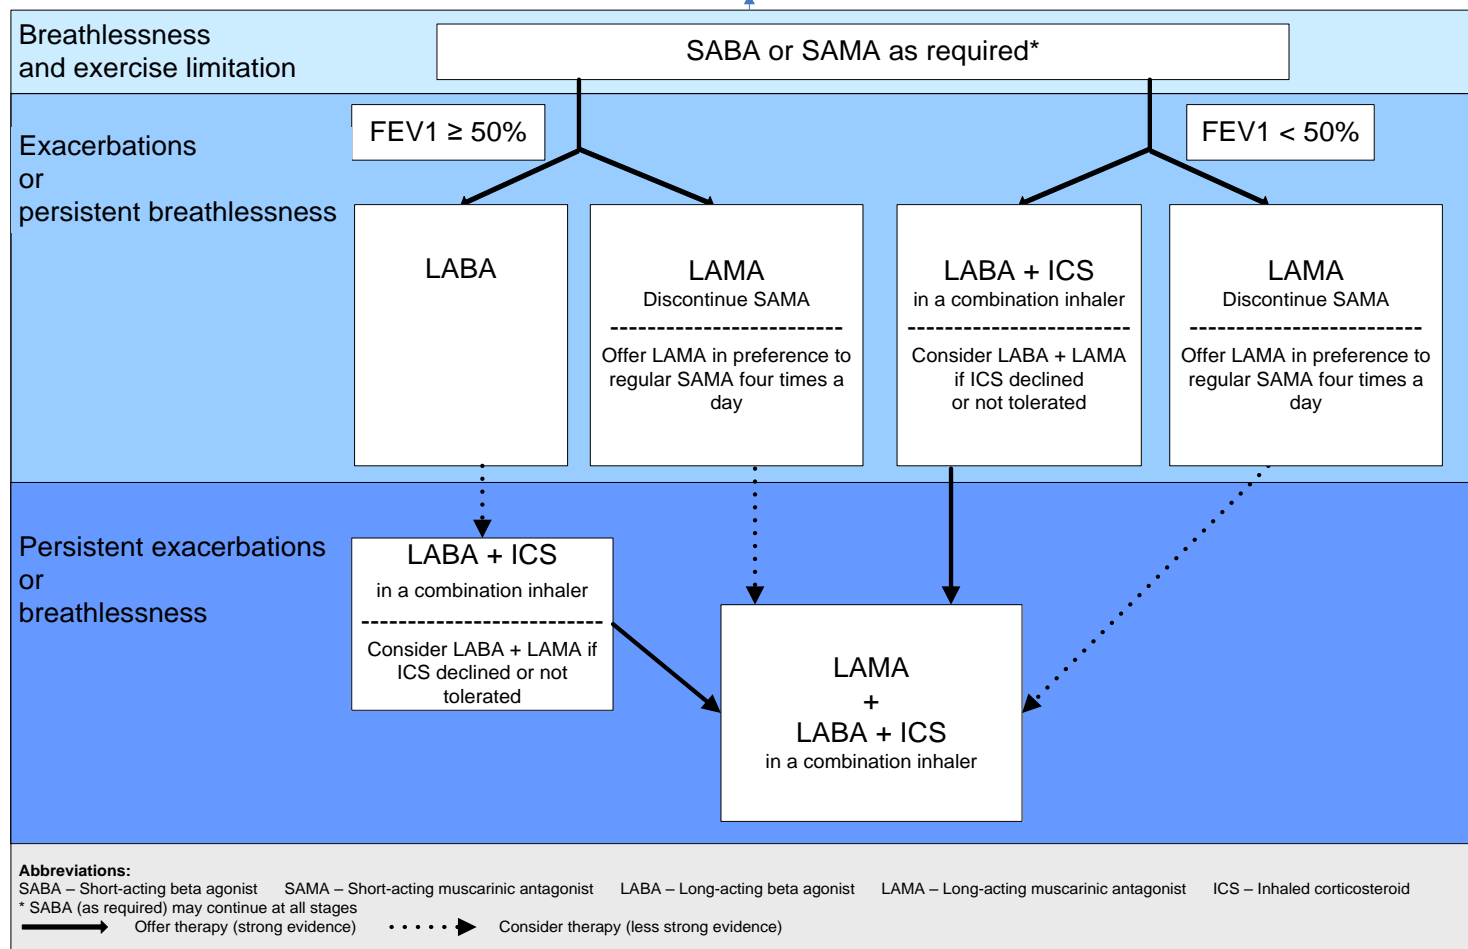 Breathlessness
and exercise limitation
SABA or SAMA as required*
FEV1 ≥ 50%
FEV1 < 50%
Exacerbations
or
persistent breathlessness
LABA
LAMA
Discontinue SAMA
---------------------------
Offer LAMA in preference to
regular SAMA four times a
day
LABA + ICS
in a combination inhaler
--------------------------
Consider LABA + LAMA
if ICS declined
or not tolerated
LAMA
Discontinue SAMA
------------------------
Offer LAMA in preference to
regular SAMA four times a
day
Persistent exacerbations
or
breathlessness
LABA + ICS
in a combination inhaler
----------------------------
Consider LABA + LAMA if
ICS declined or not
tolerated
LAMA
+
LABA + ICS
in a combination inhaler
Abbreviations:
SABA – Short-acting beta agonist SAMA – Short-acting muscarinic antagonist LABA – Long-acting beta agonist LAMA – Long-acting muscarinic antagonist ICS – Inhaled corticosteroid
* SABA (as required) may continue at all stages
Offer therapy (strong evidence) Consider therapy (less strong evidence)